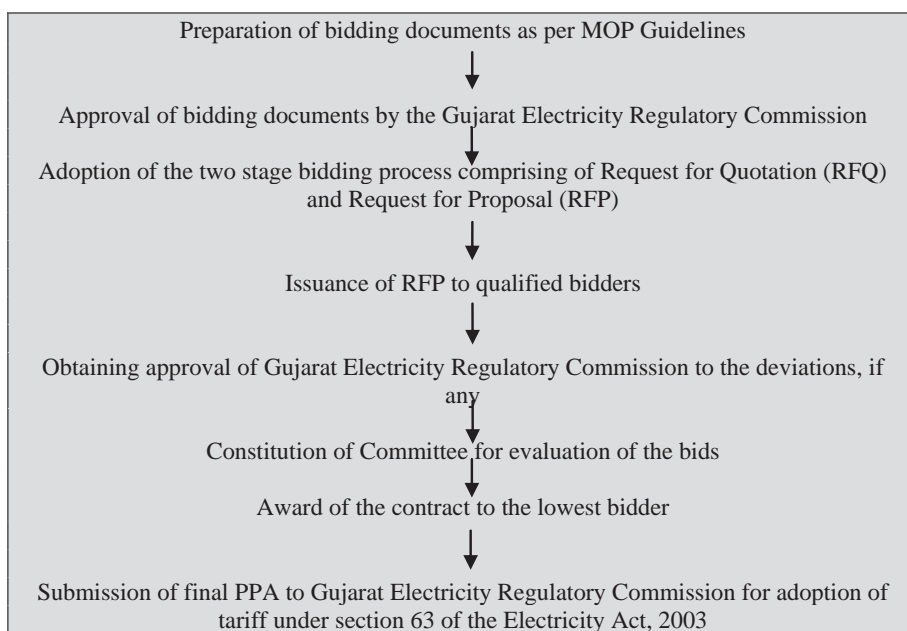 Preparation of bidding documents as per MOP Guidelines
Approval of bidding documents by the Gujarat Electricity Regulatory Commission
Adoption of the two stage bidding process comprising of Request for Quotation (RFQ)
and Request for Proposal (RFP)
Issuance of RFP to qualified bidders
Obtaining approval of Gujarat Electricity Regulatory Commission to the deviations, if
any
Constitution of Committee for evaluation of the bids
Award of the contract to the lowest bidder
Submission of final PPA to Gujarat Electricity Regulatory Commission for adoption of
tariff under section 63 of the Electricity Act, 2003